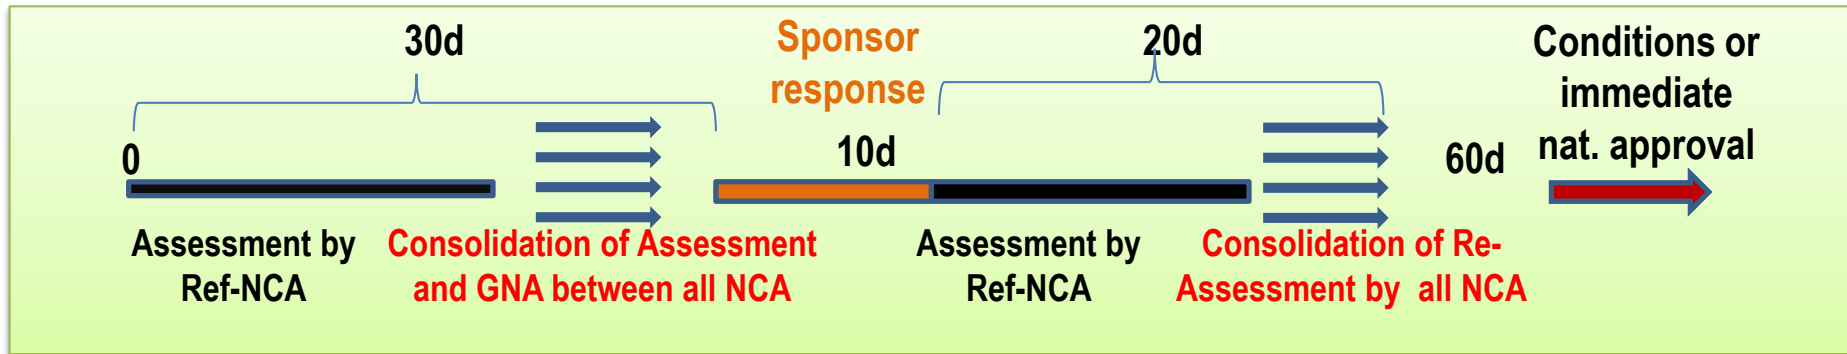 30d
Sponsor
response
20d
Conditions or
immediate
nat. approval
0
10d
60d
Assessment by
Ref-NCA
Consolidation of Assessment
and GNA between all NCA
Assessment by
Ref-NCA
Consolidation of Re-
Assessment by all NCA